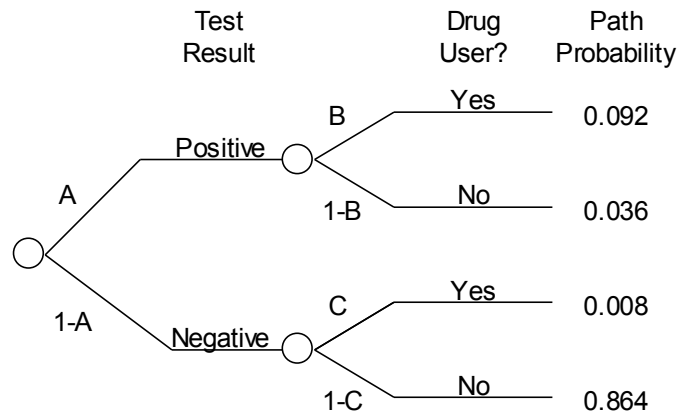 Test
Result
Drug
User?
Path
Probability
B
Yes
0.092
Positive
A
1-B
No
0.036
1-A
C
Yes
0.008
Negative
1-C
No
0.864